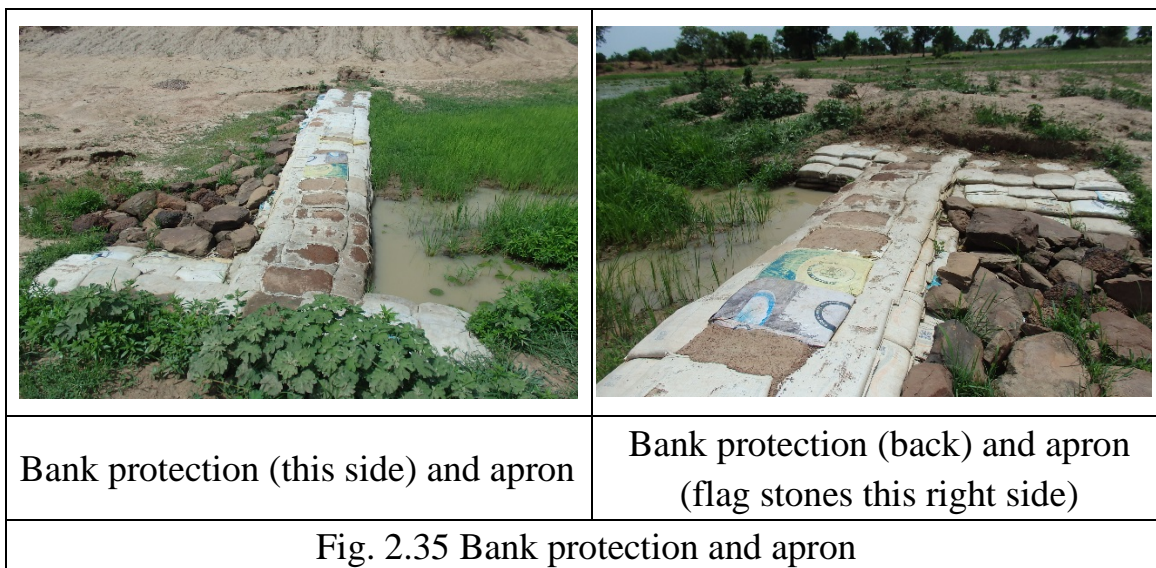 Bank protection (this side) and apron
Bank protection (back) and apron
(flag stones this right side)
Fig. 2.35 Bank protection and apron